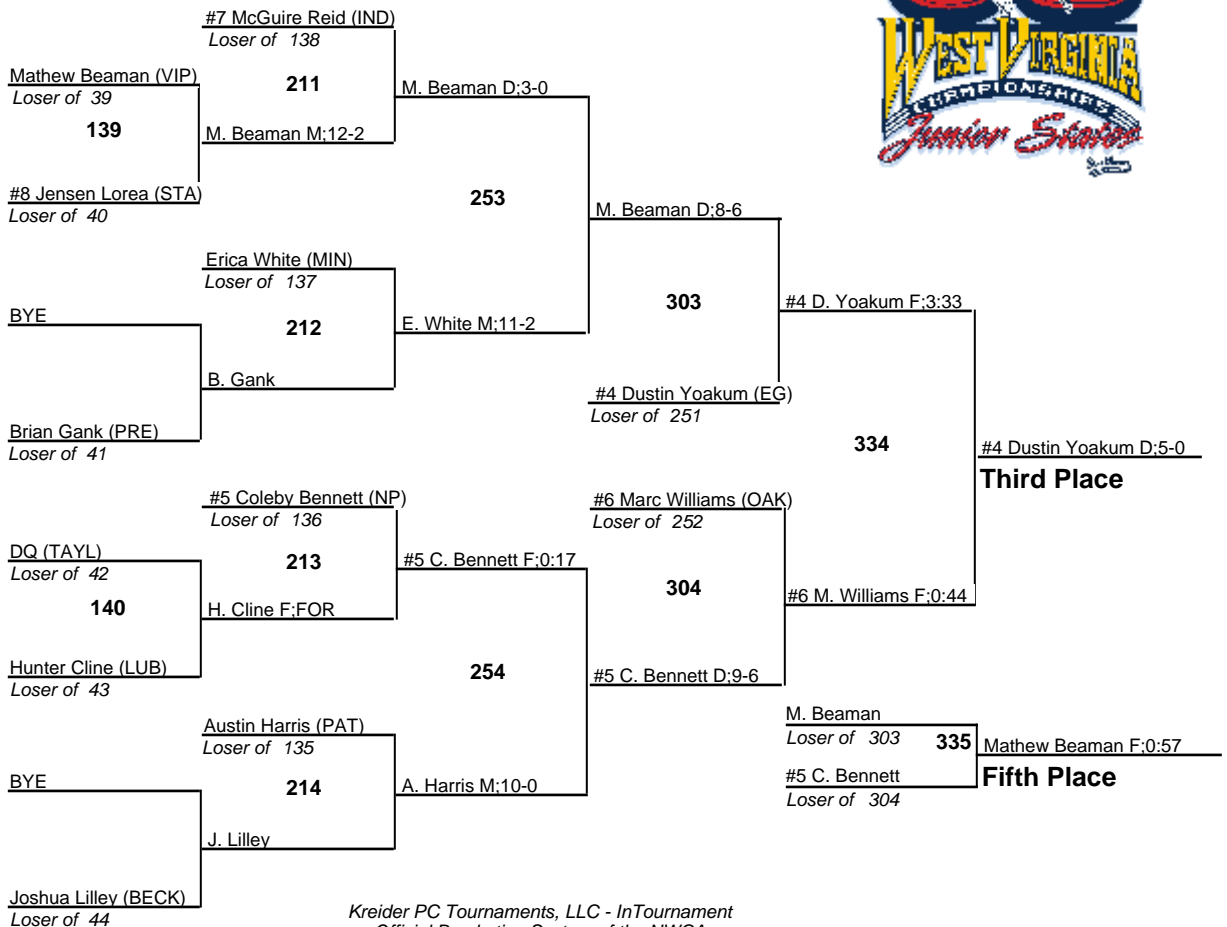 #7 McGuire Reid (IND)
Loser of 138
Mathew Beaman (VIP)
Loser of 39
211
M. Beaman D;3-0
139
M. Beaman M;12-2
#8 Jensen Lorea (STA)
Loser of 40
253
M. Beaman D;8-6
WEST VIRGINIA
CHAMPIONSHIPS
Junior States
Erica White (MIN)
Loser of 137
303
#4 D. Yoakum F;3:33
BYE
212
E. White M;11-2
B. Gank
#4 Dustin Yoakum (EG)
Loser of 251
Brian Gank (PRE)
Loser of 41
334
#4 Dustin Yoakum D;5-0
Third Place
#5 Coleby Bennett (NP)
Loser of 136
#6 Marc Williams (OAK)
Loser of 252
DQ (TAYL)
Loser of 42
213
#5 C. Bennett F;0:17
140
H. Cline F;FOR
304
#6 M. Williams F;0:44
Hunter Cline (LUB)
Loser of 43
254
#5 C. Bennett D;9-6
Austin Harris (PAT)
Loser of 135
M. Beaman
Loser of 303
335
Mathew Beaman F;0:57
Fifth Place
BYE
214
A. Harris M;10-0
#5 C. Bennett
Loser of 304
J. Lilley
Joshua Lilley (BECK)
Loser of 44
Kreider PC Tournaments, LLC - InTournament